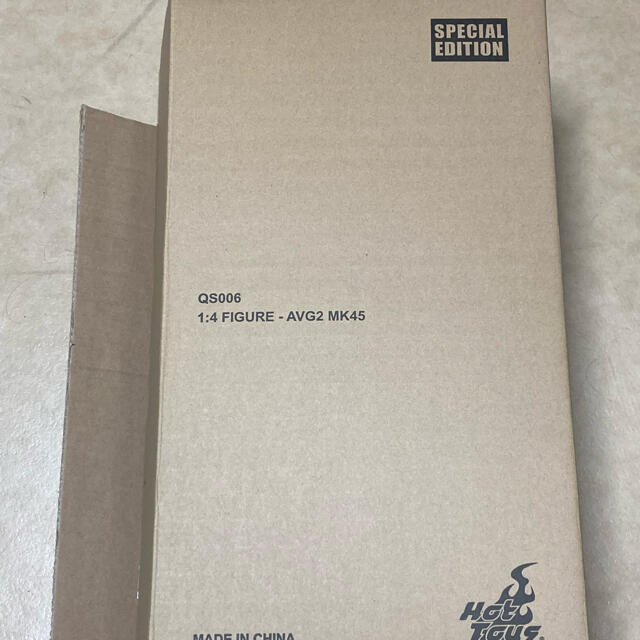 SPECIAL
EDITION
QS006
1:4 FIGURE - AVG2 MK45
MADE IN CHINA
Hot
Toys